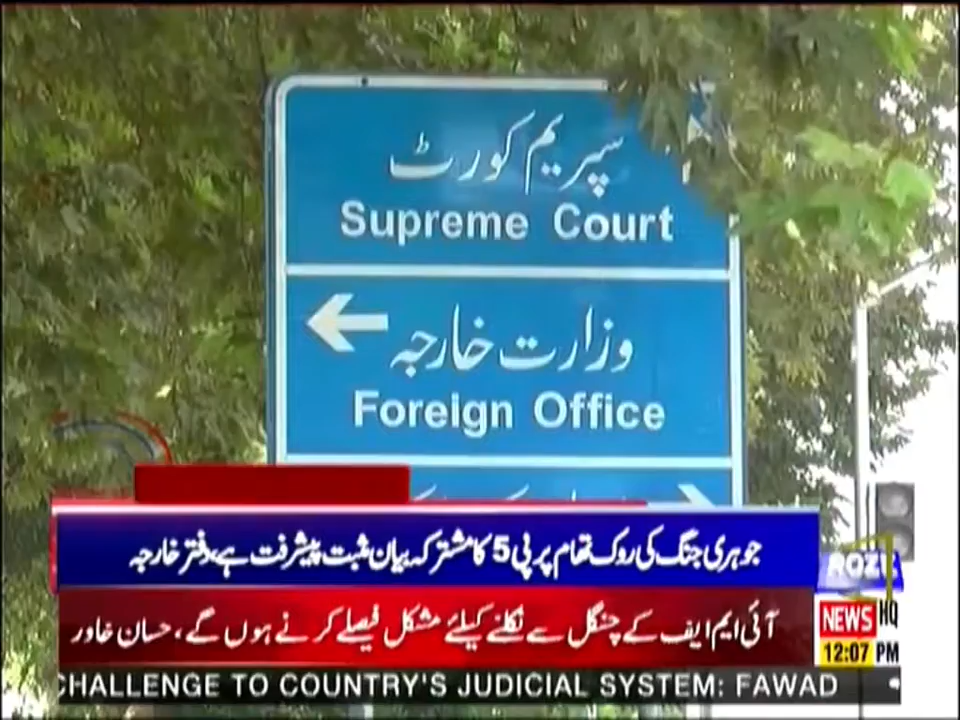 سپریم کورٹ
Supreme Court
وزارت خارجہ
Foreign Office
جوہری جنگ کی روک تھام پر پی 5 کا مشترکہ بیان مثبت پیشرفت ہے، دفتر خارجہ
آئی ایم ایف کے چنگل سے نکلنے کیلئے مشکل فیصلے کرنے ہوں گے، حسان خاور
ROZE
NEWS HQ
12:07 PM
CHALLENGE TO COUNTRY'S JUDICIAL SYSTEM: FAWAD